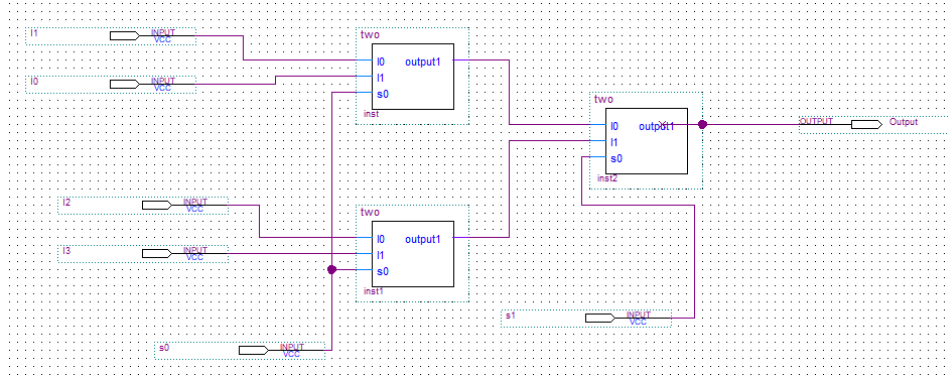 I1
INPUT
VCC
two
I0
output1
I0
INPUT
VCC
I1
s0
inst
two
I0
output1
OUTPUT
Output
I1
s0
inst2
I2
INPUT
VCC
two
I0
output1
I3
INPUT
VCC
I1
s0
inst1
s1
INPUT
VCC
s0
INPUT
VCC